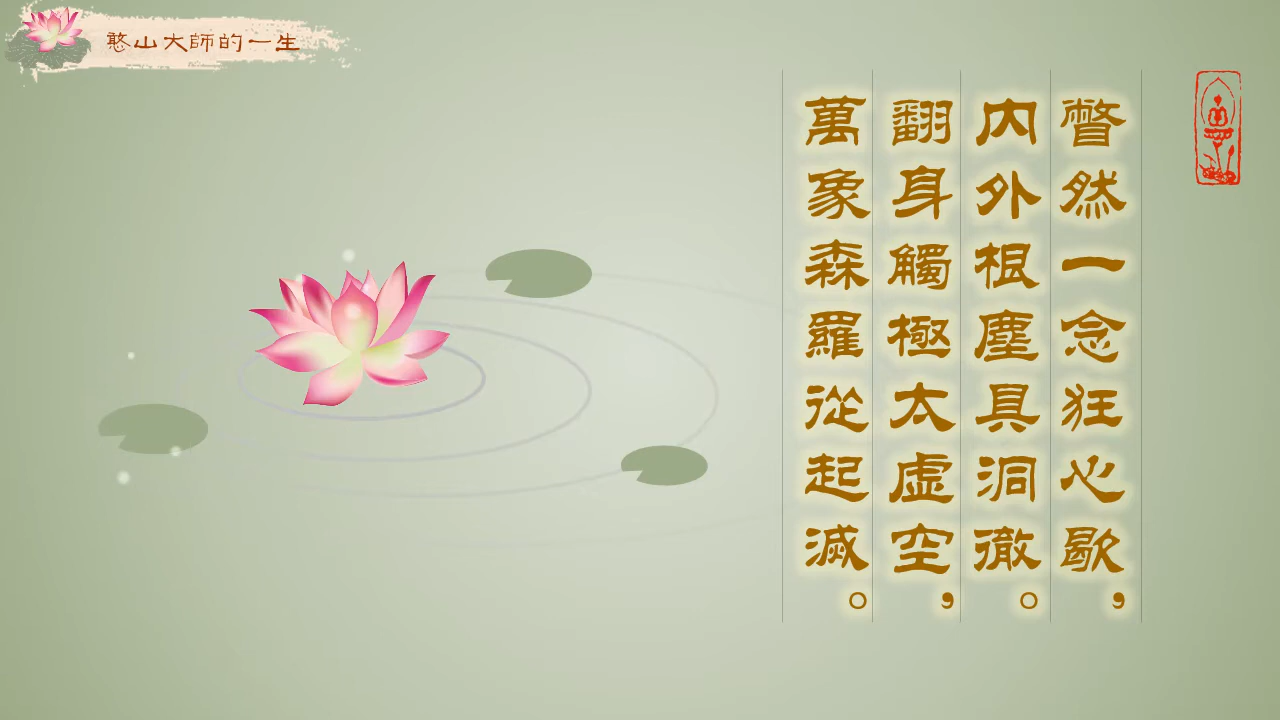 憨山大師的一生
瞥然一念狂心歇，
內外根塵具洞徹。
翻身觸極太虛空，
萬象森羅從起滅。